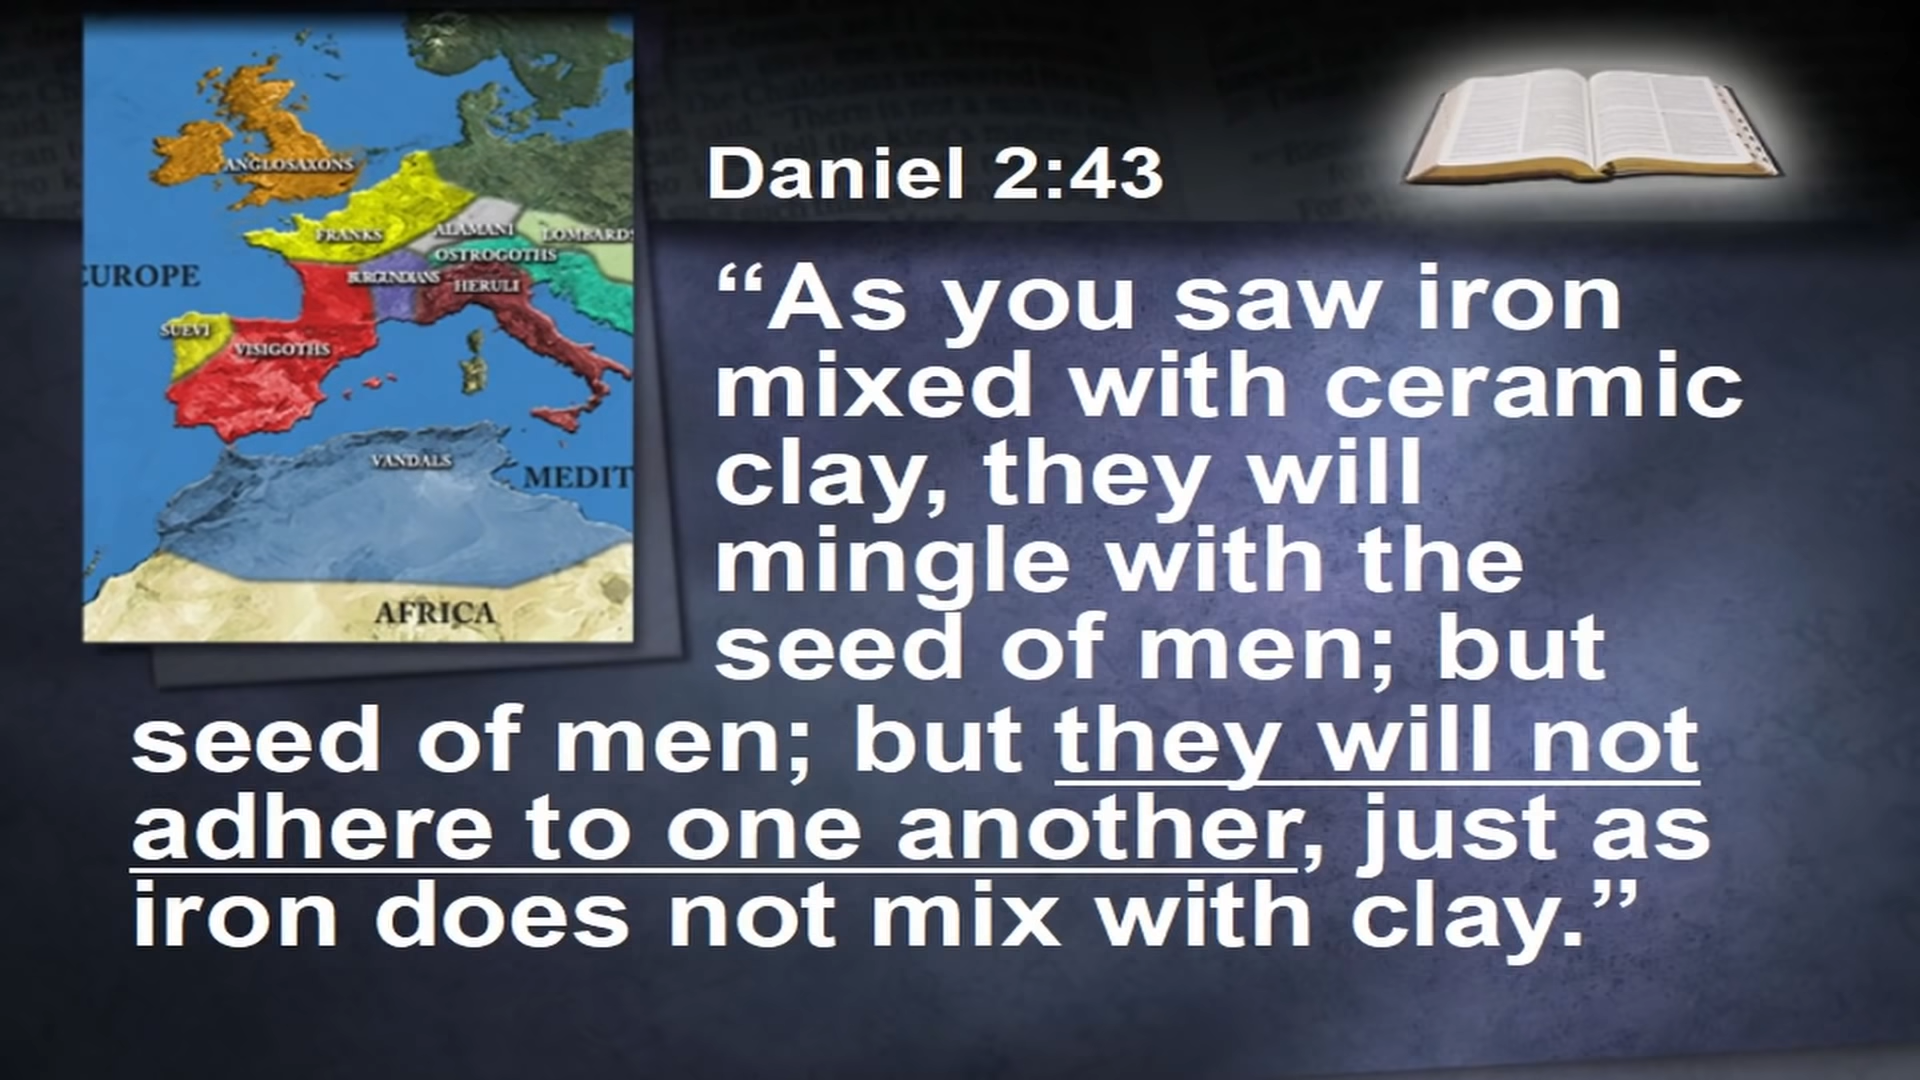 Daniel 2:43
“As you saw iron
mixed with ceramic
clay, they will
mingle with the
seed of men; but
seed of men; but they will not
adhere to one another, just as
iron does not mix with clay.”
ANGLOSAXONS
FRANKS
ALAMANI
LOMBARDS
OSTROGOTHS
BURGUNDIANS
HERULI
EUROPE
SUEVI
VISIGOTHS
VANDALS
MEDIT
AFRICA